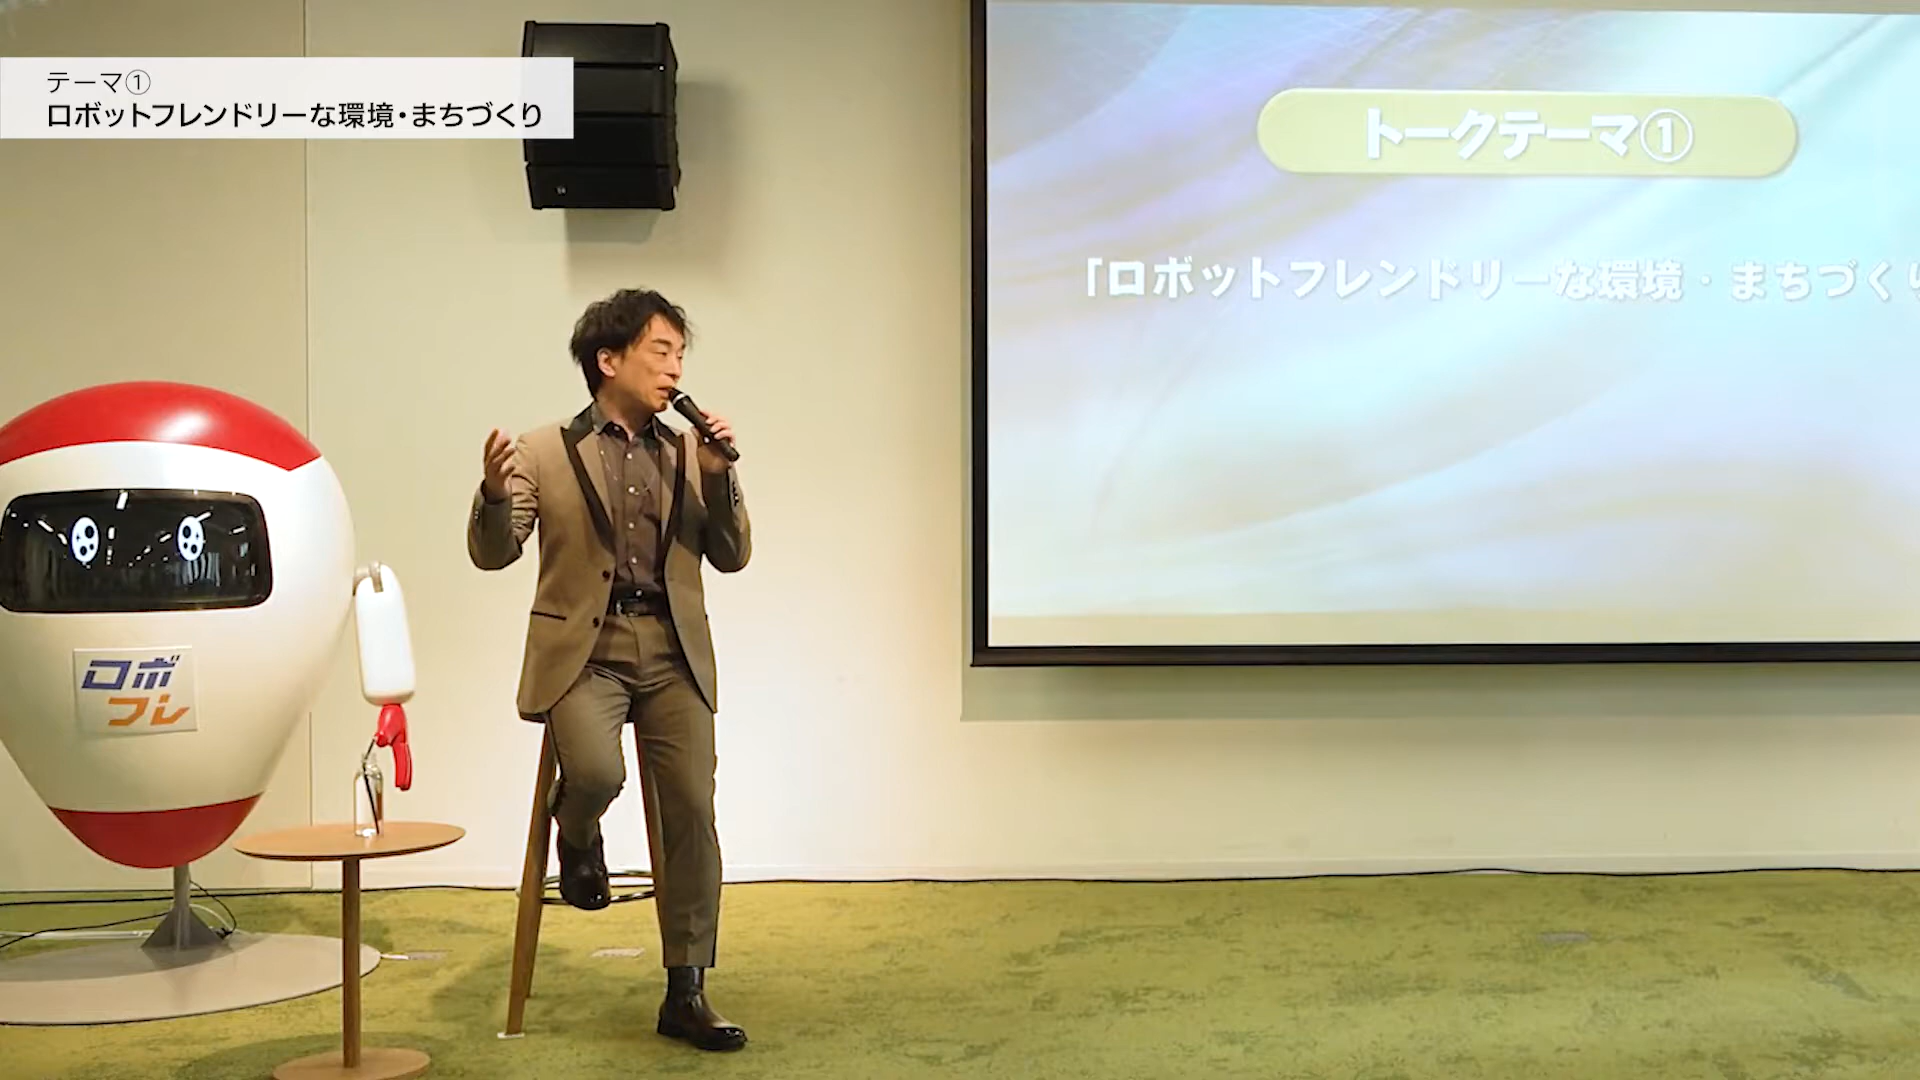 テーマ①
ロボットフレンドリーな環境・まちづくり
トークテーマ①
「ロボットフレンドリーな環境・まちづくり
ロボ
フレ